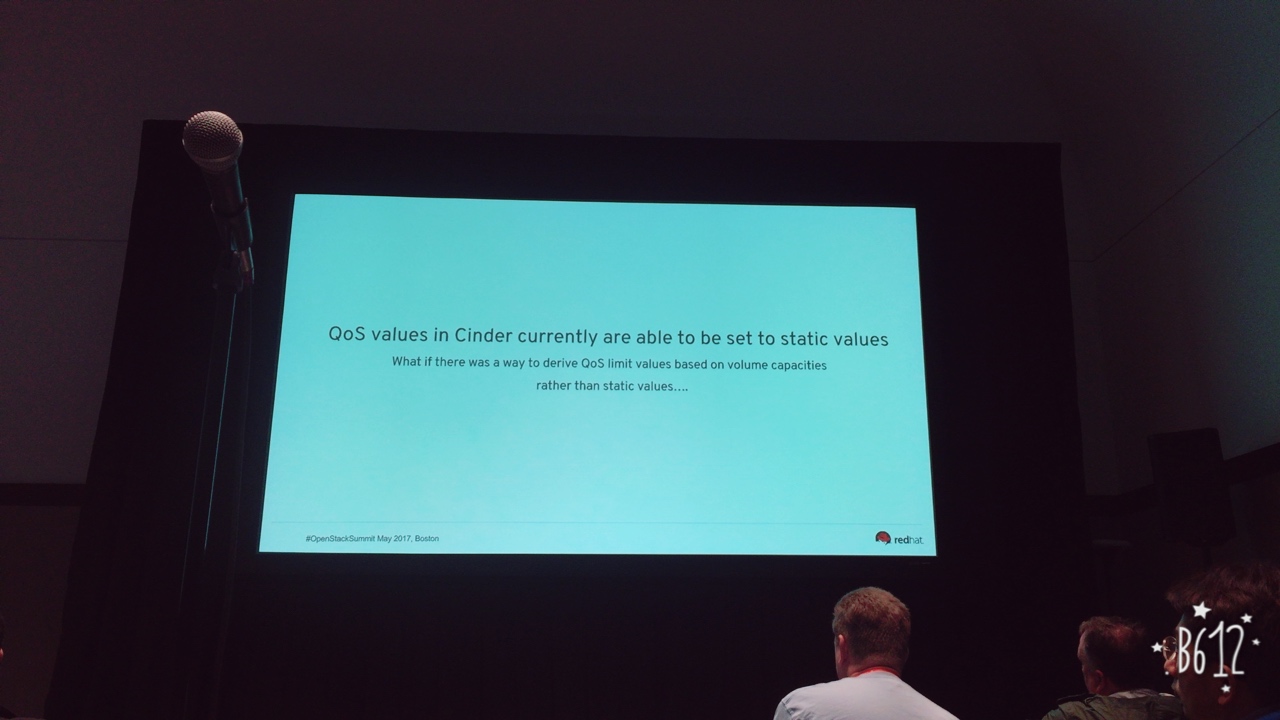 QoS values in Cinder currently are able to be set to static values
What if there was a way to derive QoS limit values based on volume capacities
rather than static values....
#OpenStackSummit May 2017, Boston
redhat.
B612